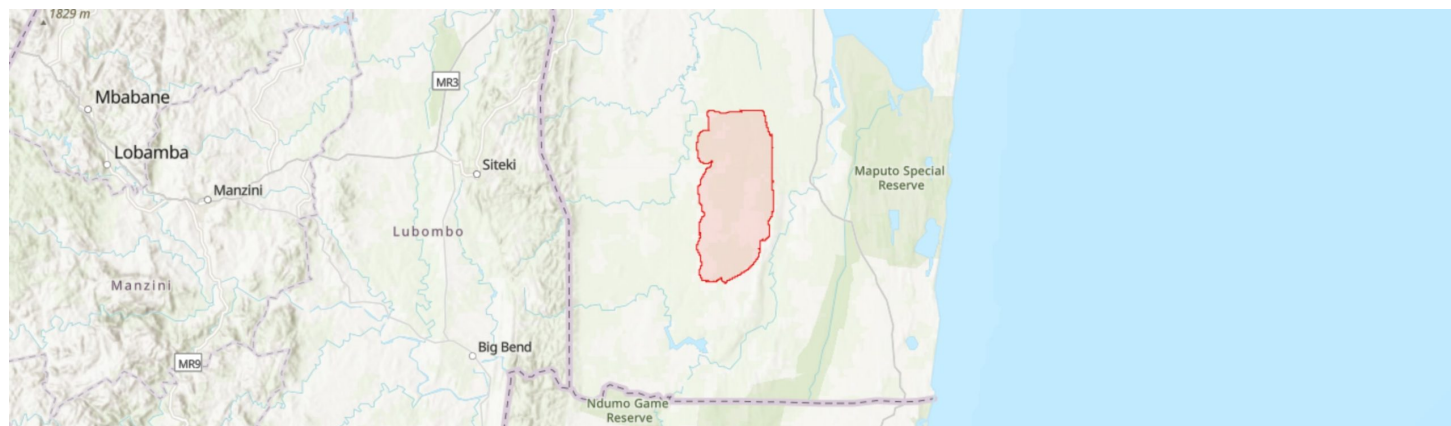 1829 m
MR3
Mbabane
Lobamba
Siteki
Maputo Special
Reserve
Manzini
Lubombo
Manzini
Big Bend
MR9
Ndumo Game
Reserve